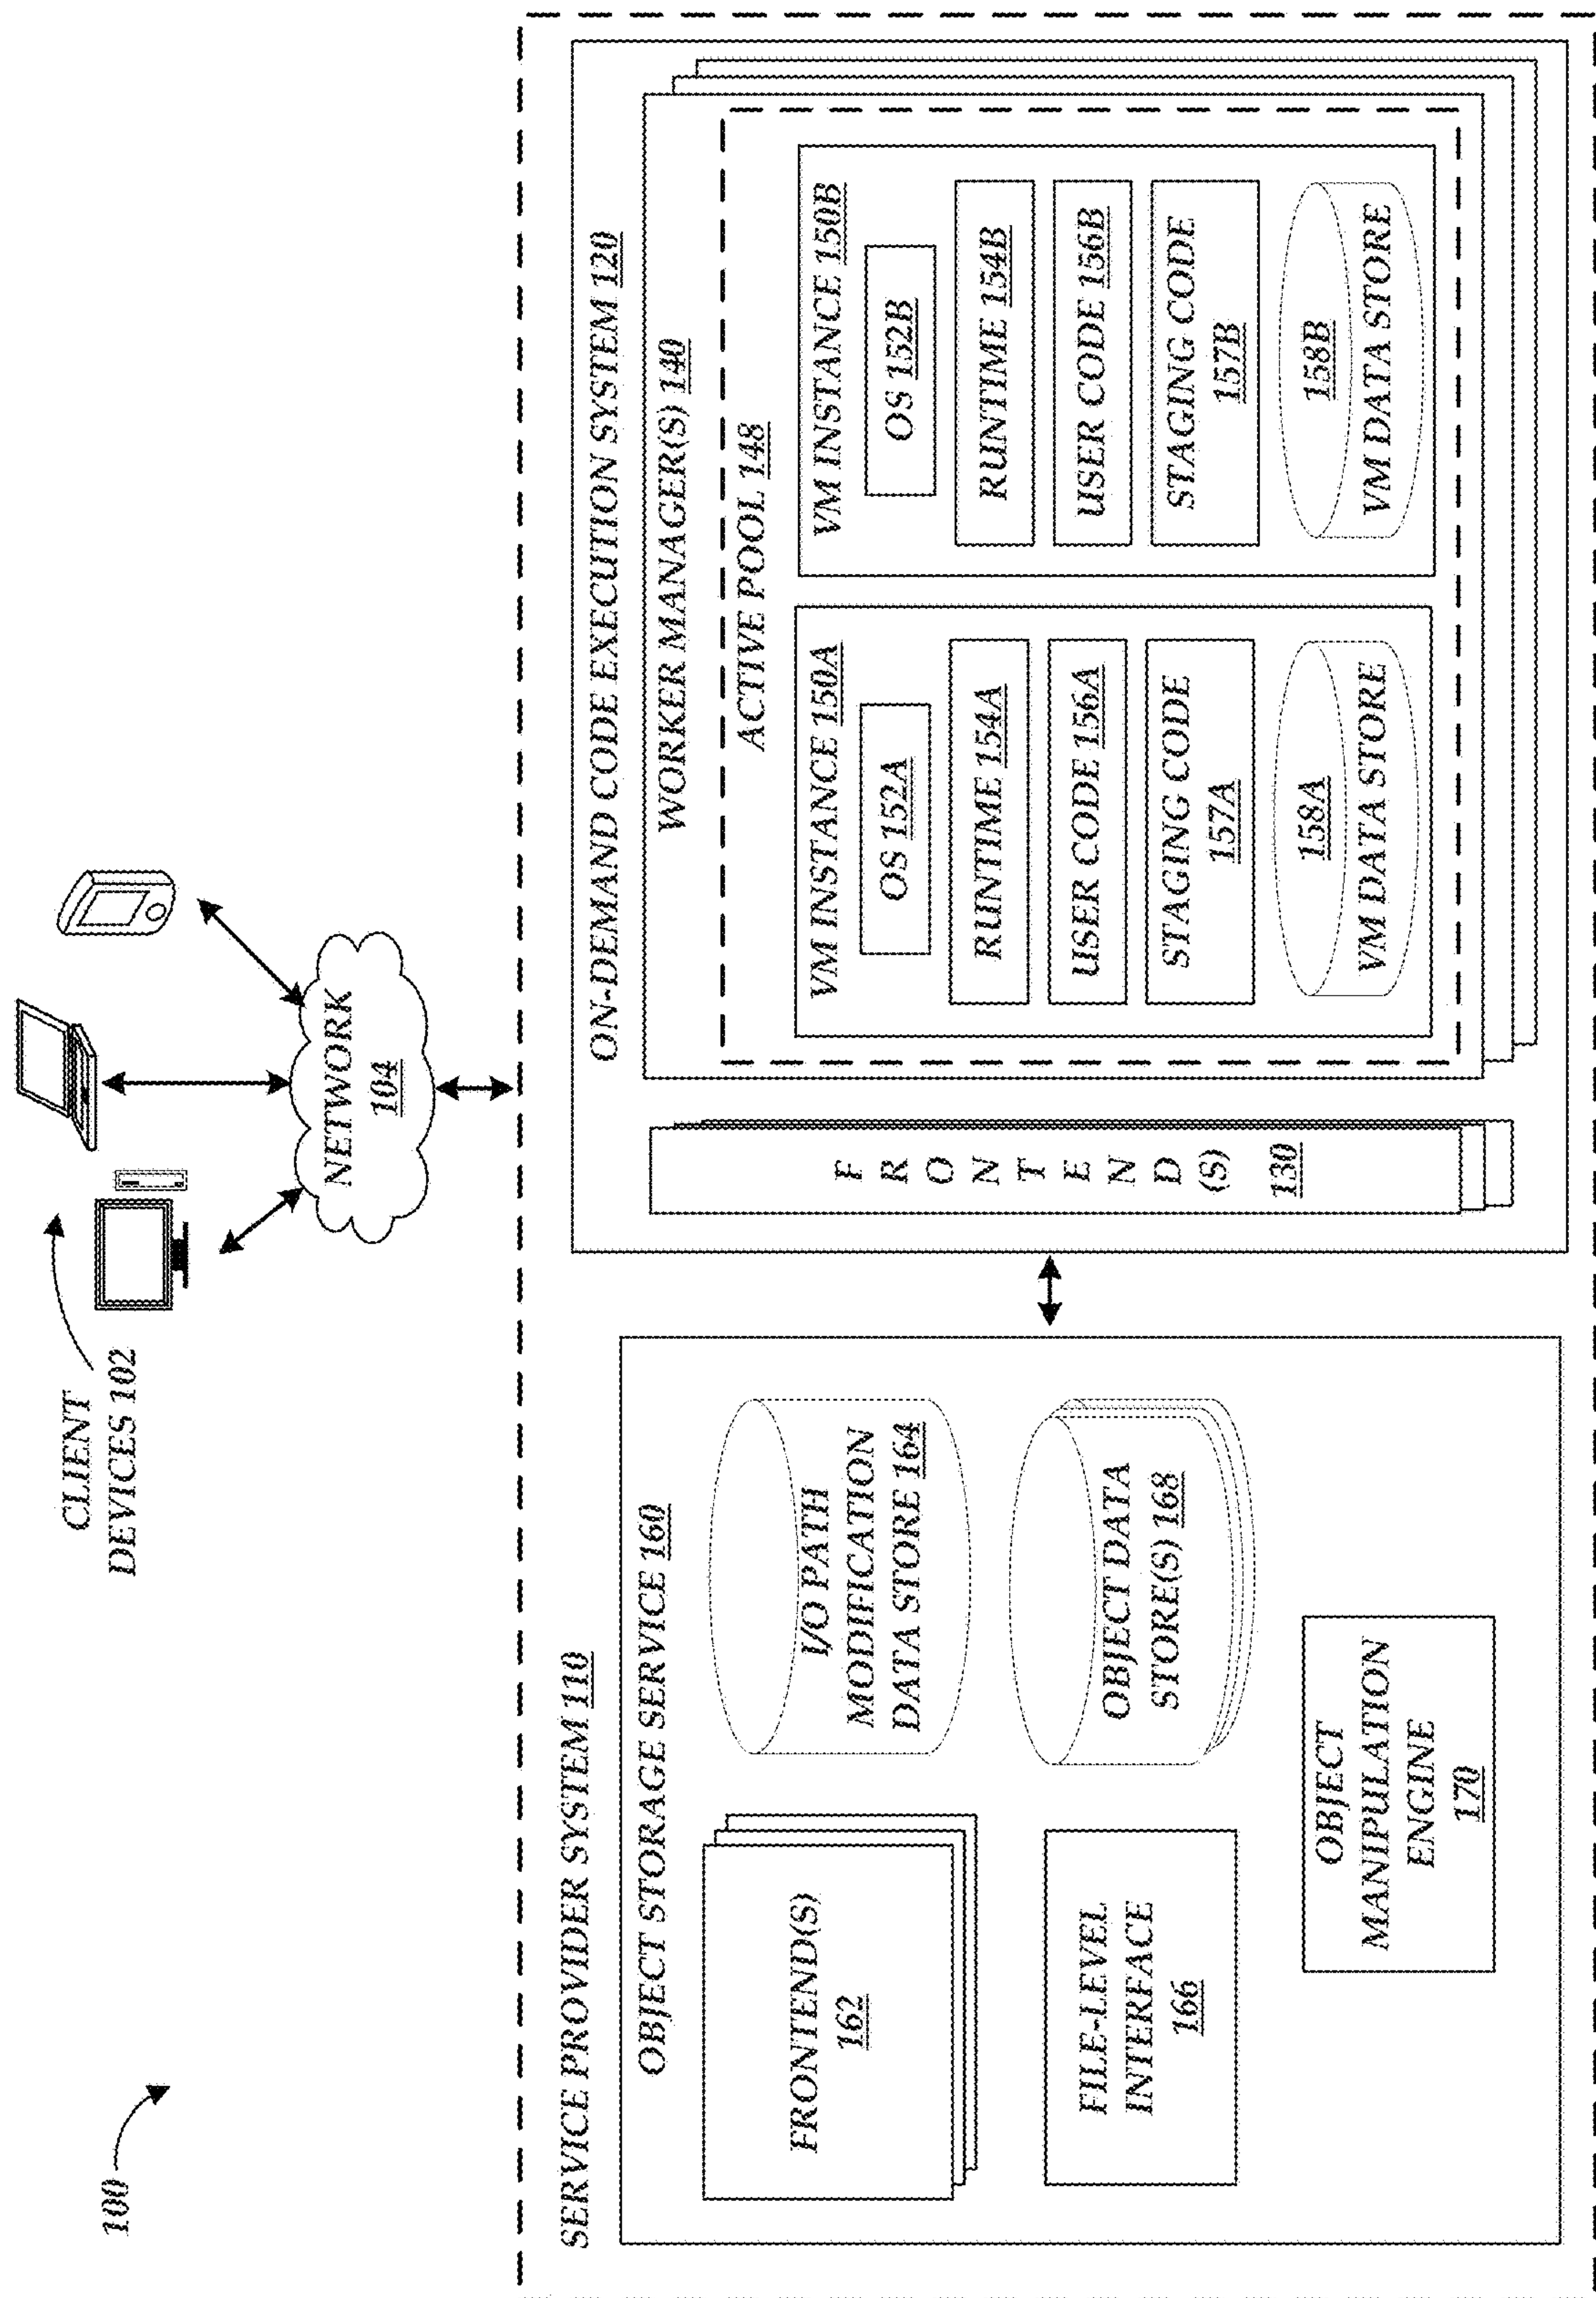 100
CLIENT
DEVICES 102
NETWORK
104
SERVICE PROVIDER SYSTEM 110
OBJECT STORAGE SERVICE 160
FRONTEND(S)
162
I/O PATH
MODIFICATION
DATA STORE 164
FILE-LEVEL
INTERFACE
166
OBJECT DATA
STORE(S) 168
OBJECT
MANIPULATION
ENGINE
170
ON-DEMAND CODE EXECUTION SYSTEM 120
F
R
O
N
T
E
N
D
(S)
130
WORKER MANAGER(S) 140
ACTIVE POOL 148
VM INSTANCE 150A
OS 152A
RUNTIME 154A
USER CODE 156A
STAGING CODE
157A
158A
VM DATA STORE
VM INSTANCE 150B
OS 152B
RUNTIME 154B
USER CODE 156B
STAGING CODE
157B
158B
VM DATA STORE